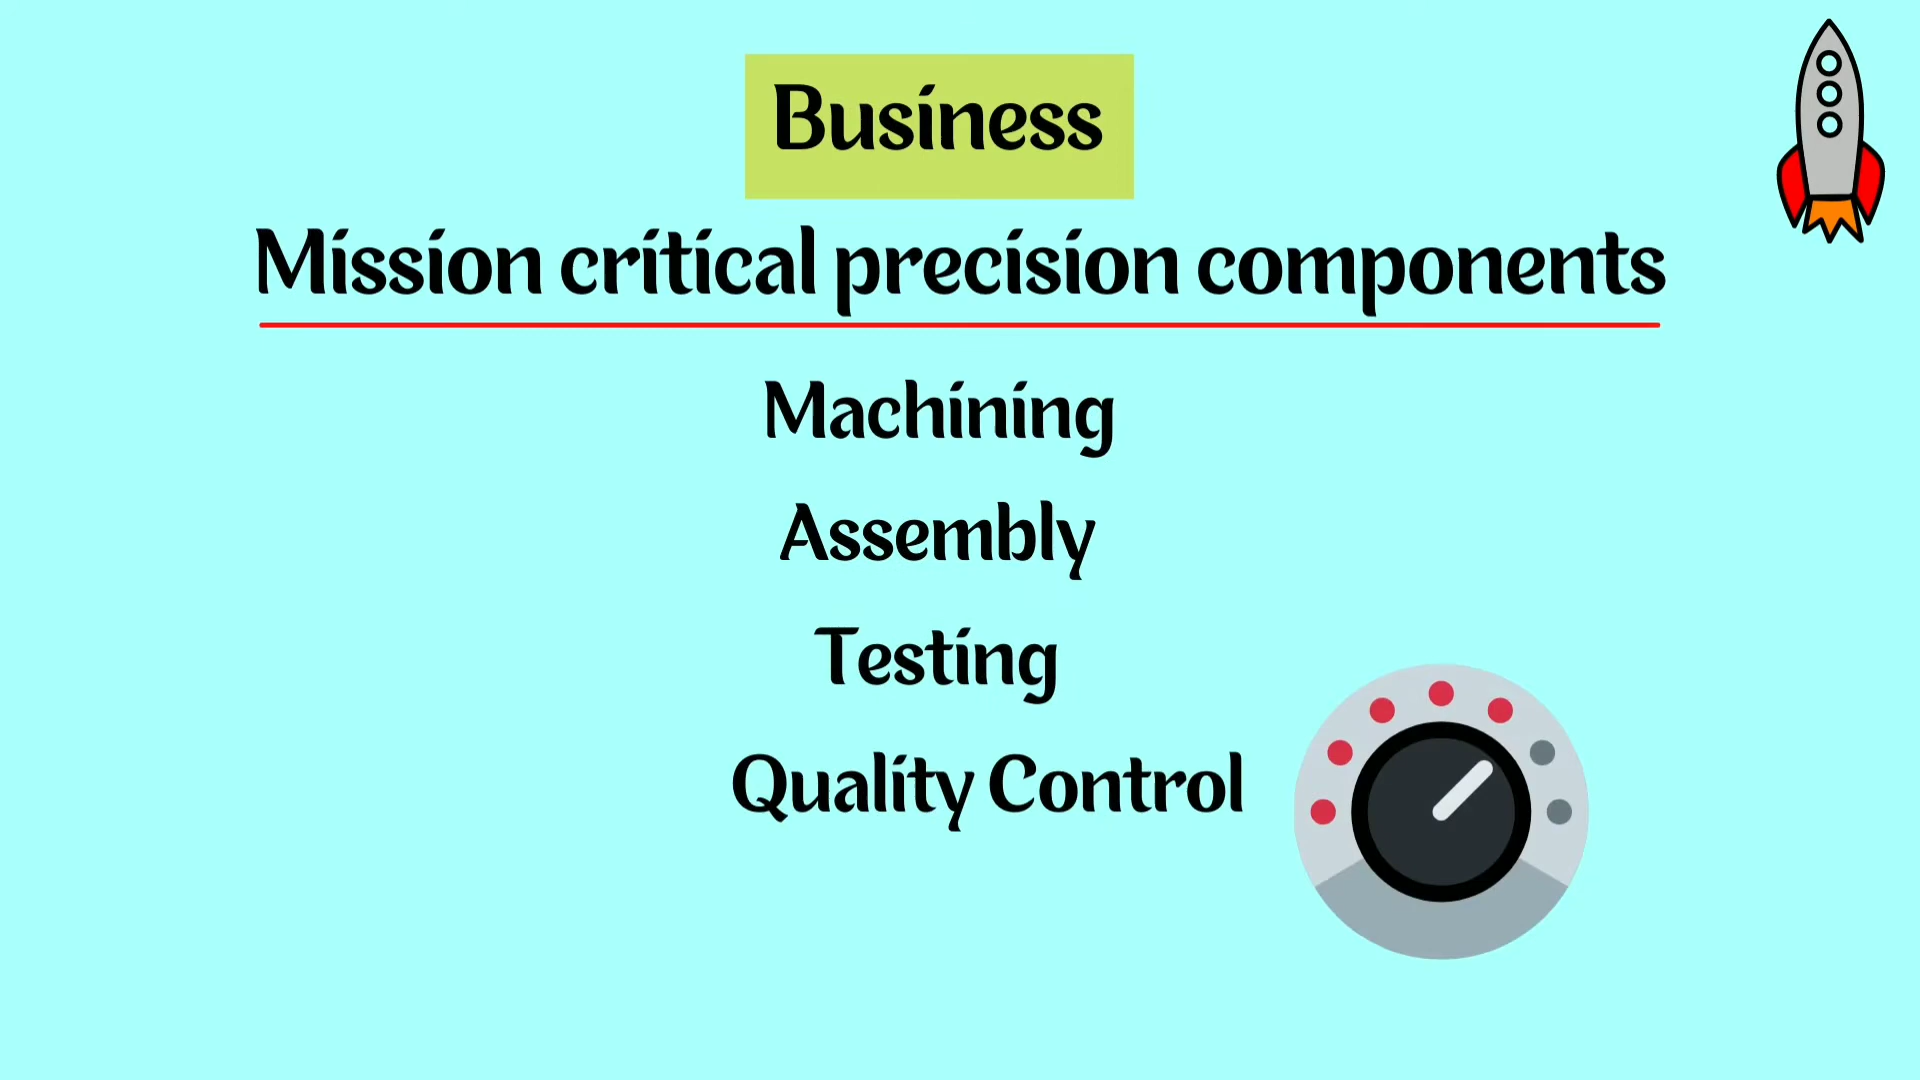 Business
Mission critical precision components
Machining
Assembly
Testing
Quality Control